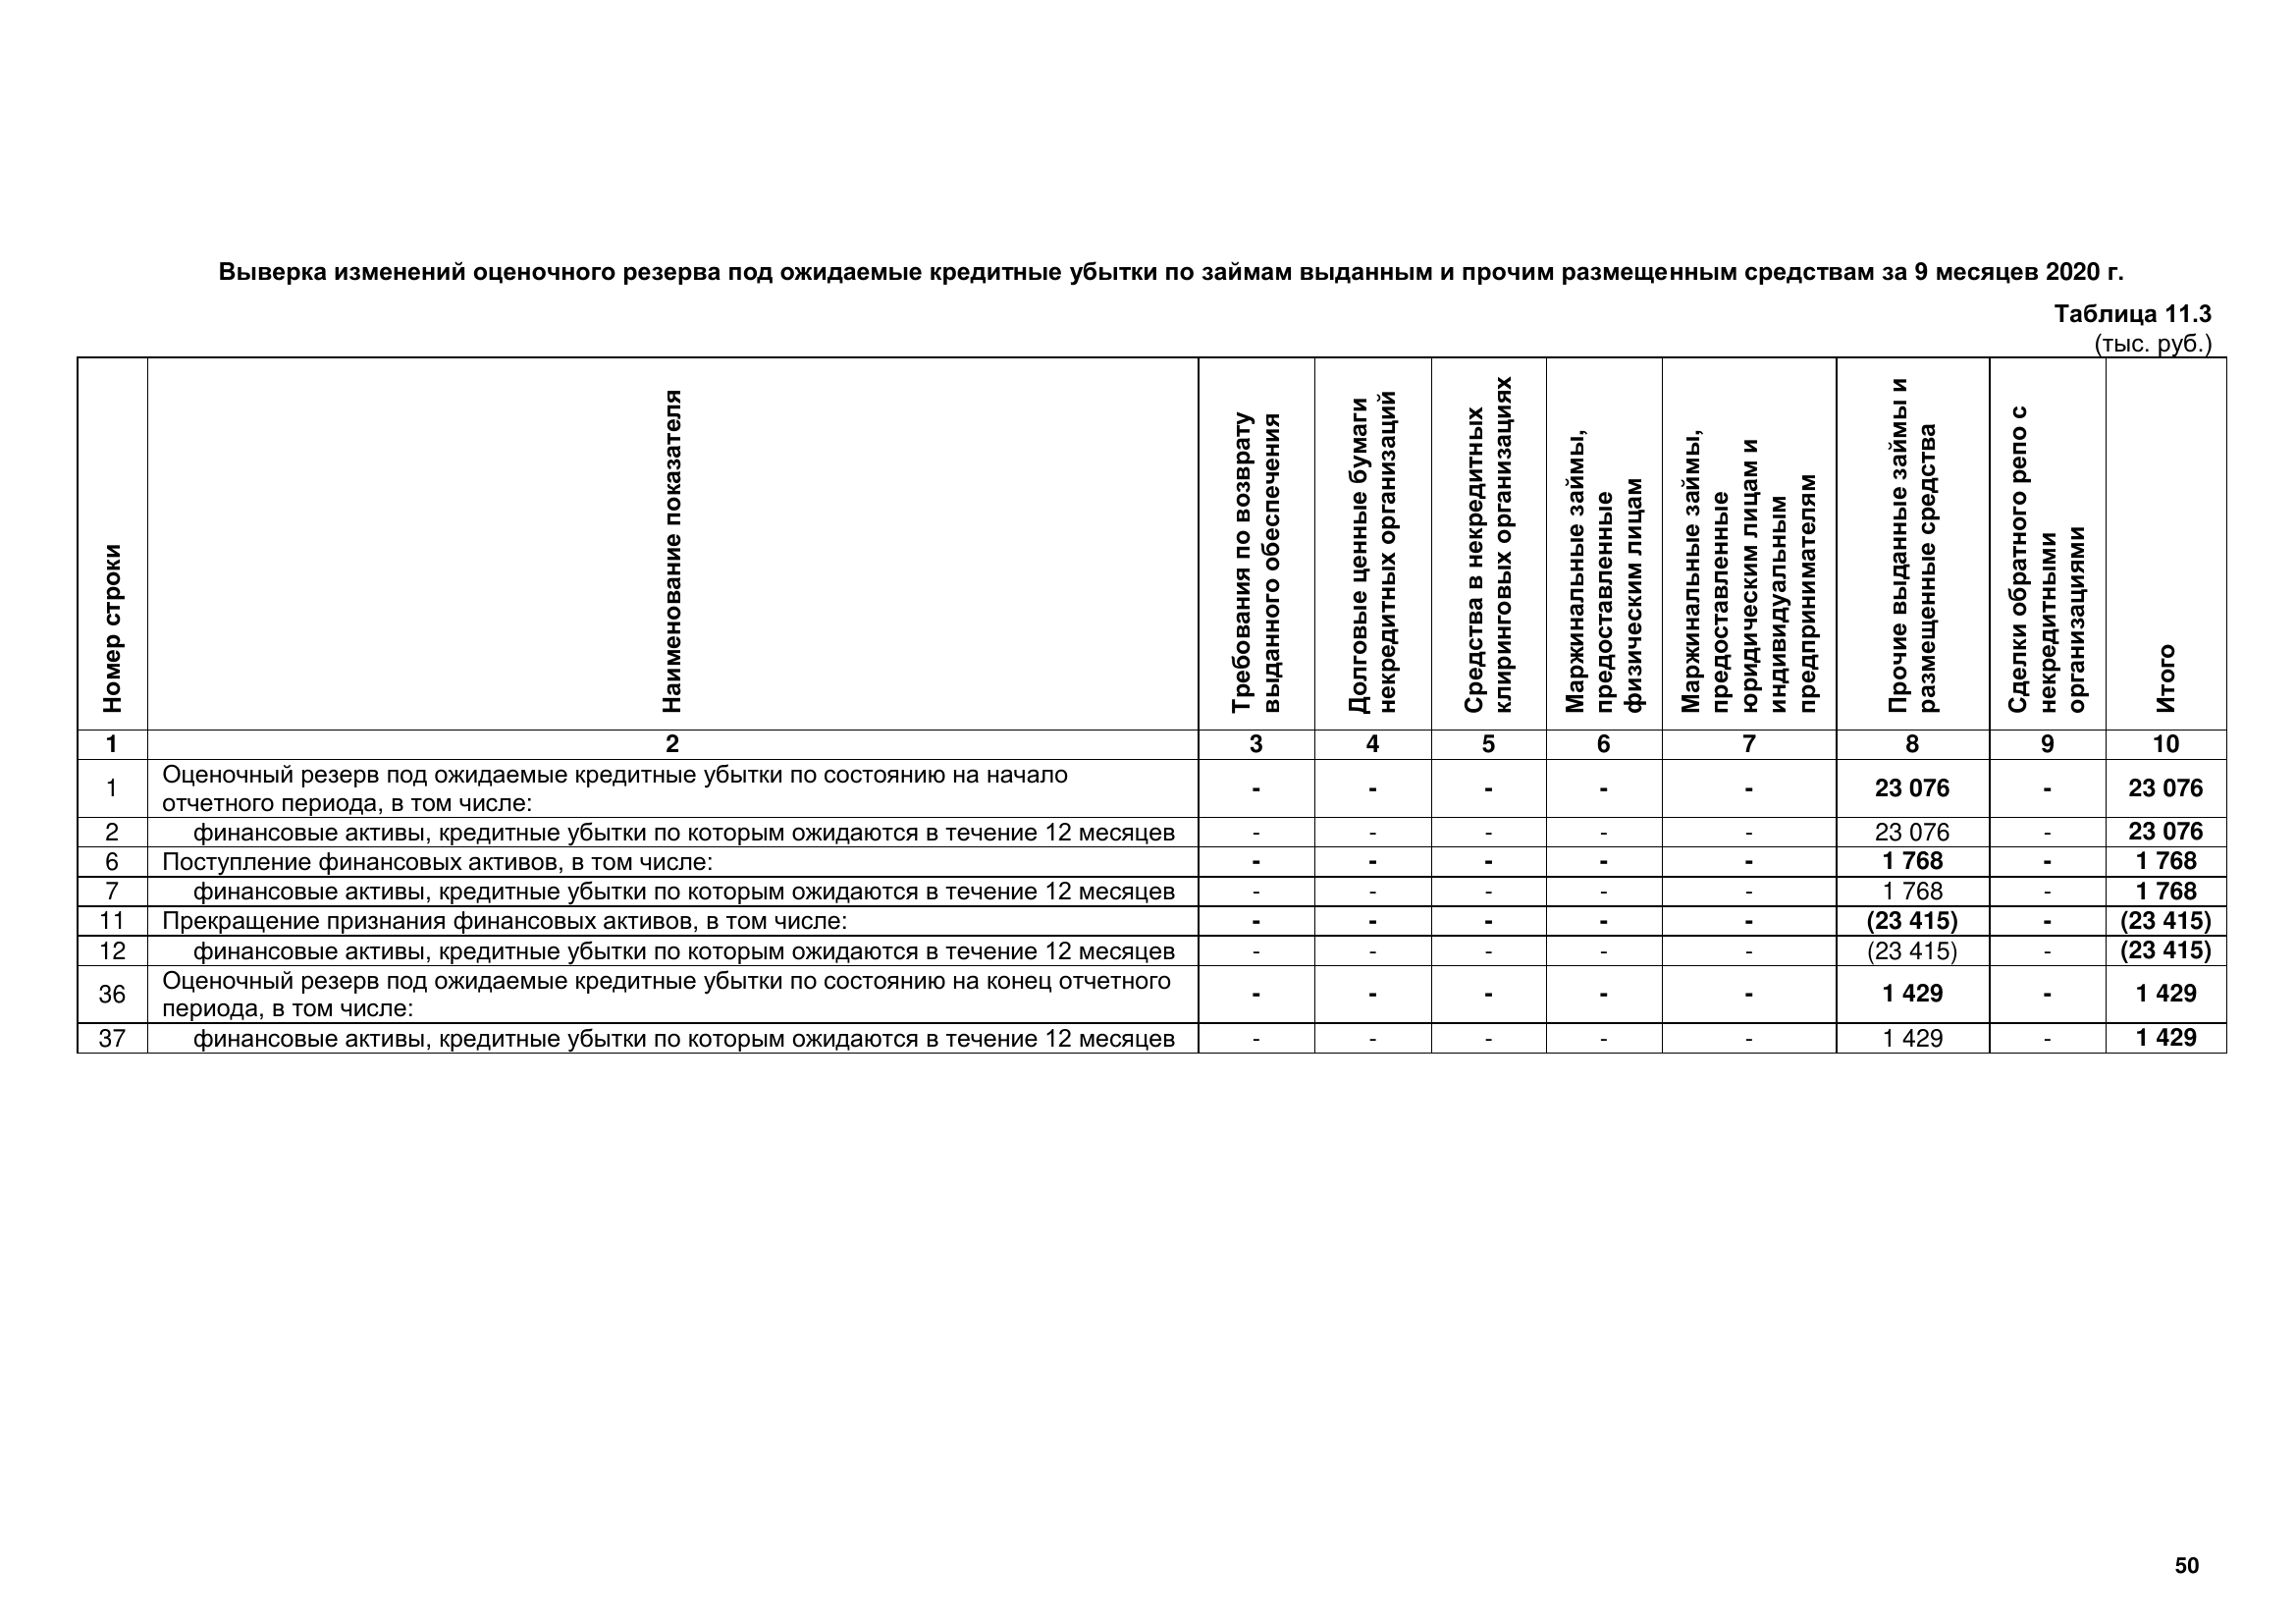 Выверка изменений оценочного резерва под ожидаемые кредитные убытки по займам выданным и прочим размещенным средствам за 9 месяцев 2020 г.
Таблица 11.3
(тыс. руб.)
Номер строки
Наименование показателя
Требования по возврату
выданного обеспечения
Долговые ценные бумаги
некредитных организаций
Средства в некредитных
клиринговых организациях
Маржинальные займы,
предоставленные
физическим лицам
Маржинальные займы,
предоставленные
юридическим лицам и
индивидуальным
предпринимателям
Прочие выданные займы и
размещенные средства
Сделки обратного репо с
некредитными
организациями
Итого
1 2 3 4 5 6 7 8 9 10
1 Оценочный резерв под ожидаемые кредитные убытки по состоянию на начало
отчетного периода, в том числе: - - - - - 23 076 - 23 076
2 финансовые активы, кредитные убытки по которым ожидаются в течение 12 месяцев - - - - - 23 076 - 23 076
6 Поступление финансовых активов, в том числе: - - - - - 1 768 - 1 768
7 финансовые активы, кредитные убытки по которым ожидаются в течение 12 месяцев - - - - - 1 768 - 1 768
11 Прекращение признания финансовых активов, в том числе: - - - - - (23 415) - (23 415)
12 финансовые активы, кредитные убытки по которым ожидаются в течение 12 месяцев - - - - - (23 415) - (23 415)
36 Оценочный резерв под ожидаемые кредитные убытки по состоянию на конец отчетного
периода, в том числе: - - - - - 1 429 - 1 429
37 финансовые активы, кредитные убытки по которым ожидаются в течение 12 месяцев - - - - - 1 429 - 1 429
50